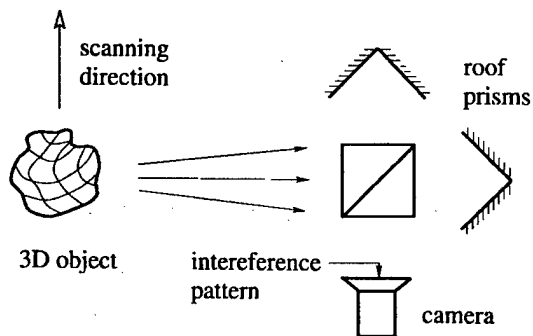 scanning
direction
roof
prisms
3D object
intereference
pattern
camera